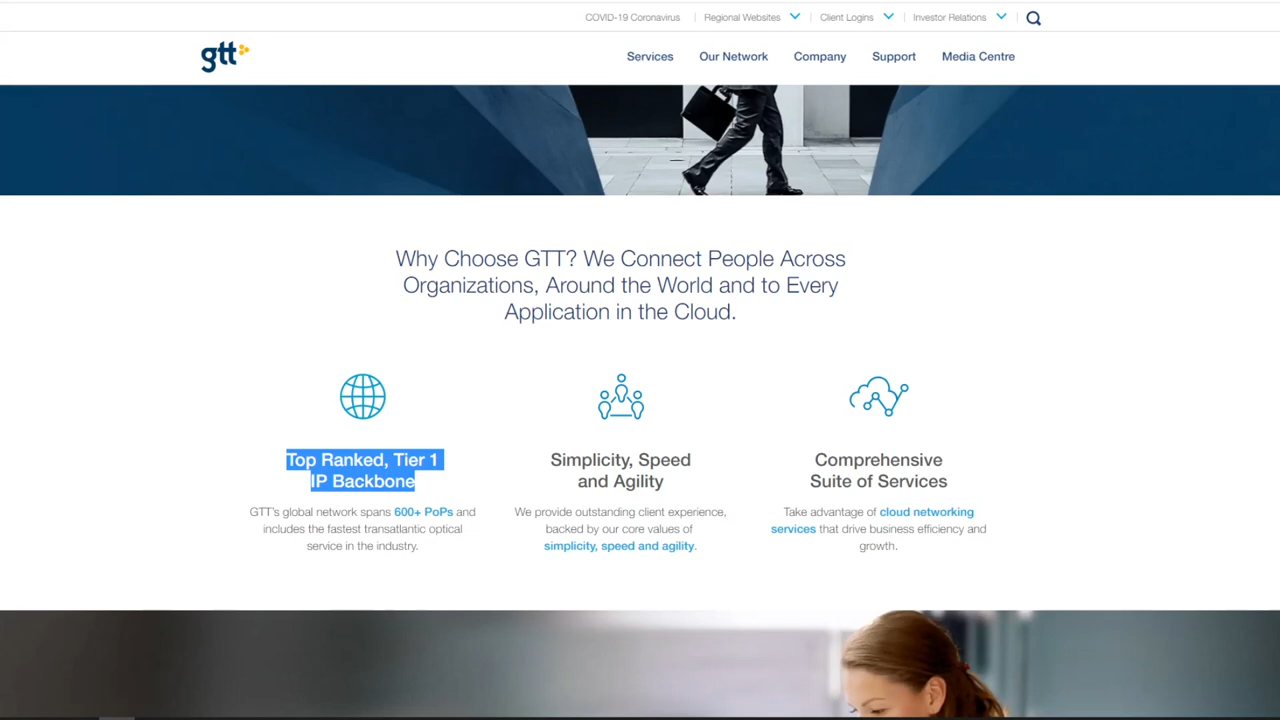 COVID-19 Coronavirus
Regional Websites
Client Logins
Investor Relations
gtt
Services
Our Network
Company
Support
Media Centre
Why Choose GTT? We Connect People Across
Organizations, Around the World and to Every
Application in the Cloud.
Top Ranked, Tier 1
IP Backbone
GTT's global network spans 600+ PoPs and
includes the fastest transatlantic optical
service in the industry.
Simplicity, Speed
and Agility
We provide outstanding client experience,
backed by our core values of
simplicity, speed and agility.
Comprehensive
Suite of Services
Take advantage of cloud networking
services that drive business efficiency and
growth.